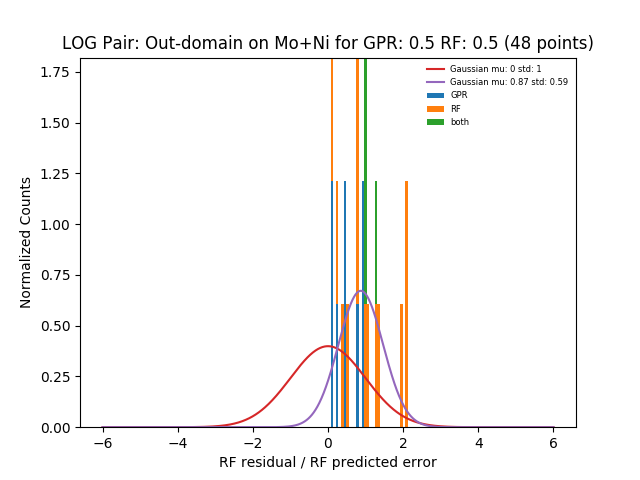 LOG Pair: Out-domain on Mo+Ni for GPR: 0.5 RF: 0.5 (48 points)
Gaussian mu: 0 std: 1
Gaussian mu: 0.87 std: 0.59
GPR
RF
both
Normalized Counts
1.75
1.50
1.25
1.00
0.75
0.50
0.25
0.00
−6 −4 −2 0 2 4 6
RF residual / RF predicted error